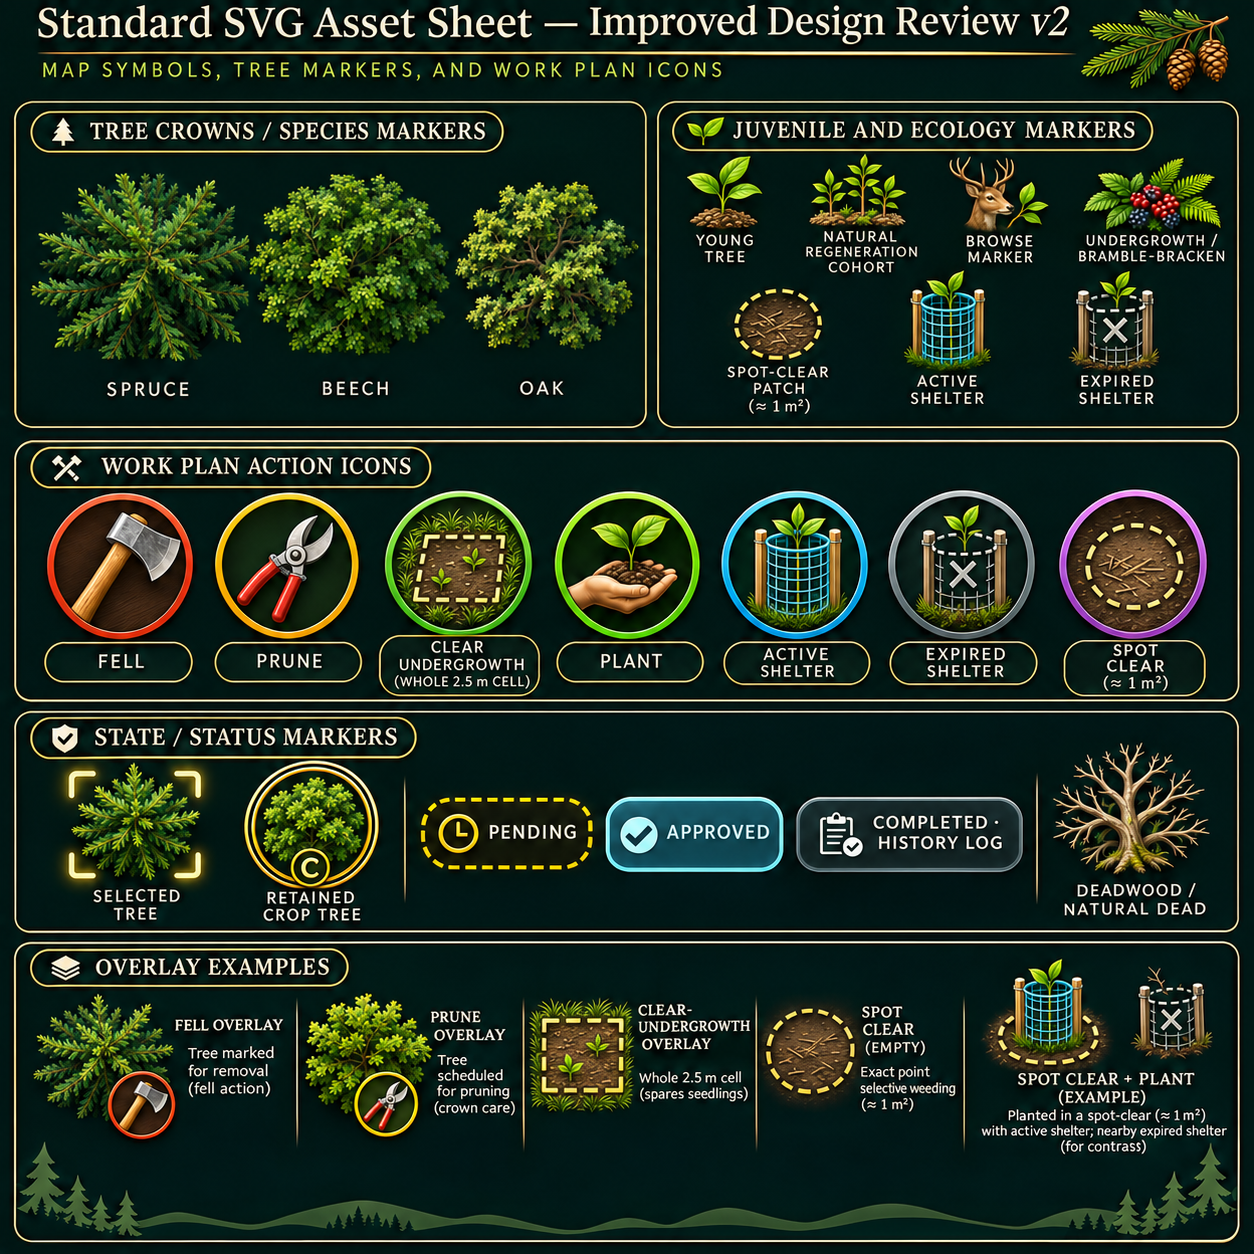 Standard SVG Asset Sheet — Improved Design Review v2
MAP SYMBOLS, TREE MARKERS, AND WORK PLAN ICONS
TREE CROWNS / SPECIES MARKERS
SPRUCE
BEECH
OAK
JUVENILE AND ECOLOGY MARKERS
YOUNG
TREE
NATURAL
REGENERATION
COHORT
BROWSE
MARKER
UNDERGROWTH /
BRAMBLE-BRACKEN
SPOT-CLEAR
PATCH
(≈ 1 m²)
ACTIVE
SHELTER
EXPIRED
SHELTER
WORK PLAN ACTION ICONS
FELL
PRUNE
CLEAR
UNDERGROWTH
(WHOLE 2.5 m CELL)
PLANT
ACTIVE
SHELTER
EXPIRED
SHELTER
SPOT
CLEAR
(≈ 1 m²)
STATE / STATUS MARKERS
SELECTED
TREE
C
RETAINED
CROP TREE
PENDING
APPROVED
COMPLETED ·
HISTORY LOG
DEADWOOD /
NATURAL DEAD
OVERLAY EXAMPLES
FELL OVERLAY
Tree marked
for removal
(fell action)
PRUNE
OVERLAY
Tree
scheduled
for pruning
(crown care)
CLEAR-
UNDERGROWTH
OVERLAY
Whole 2.5 m cell
(spares seedlings)
SPOT
CLEAR
(EMPTY)
Exact point
selective weeding
(≈ 1 m²)
SPOT CLEAR + PLANT
(EXAMPLE)
Planted in a spot-clear (≈ 1 m²)
with active shelter; nearby expired shelter
(for contrass)